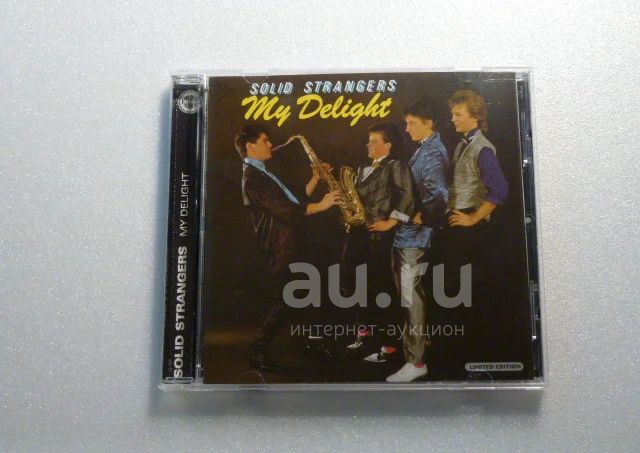 SOLID STRANGERS
My Delight
SOLID STRANGERS MY DELIGHT
au.ru
интернет-аукцион
LIMITED EDITION